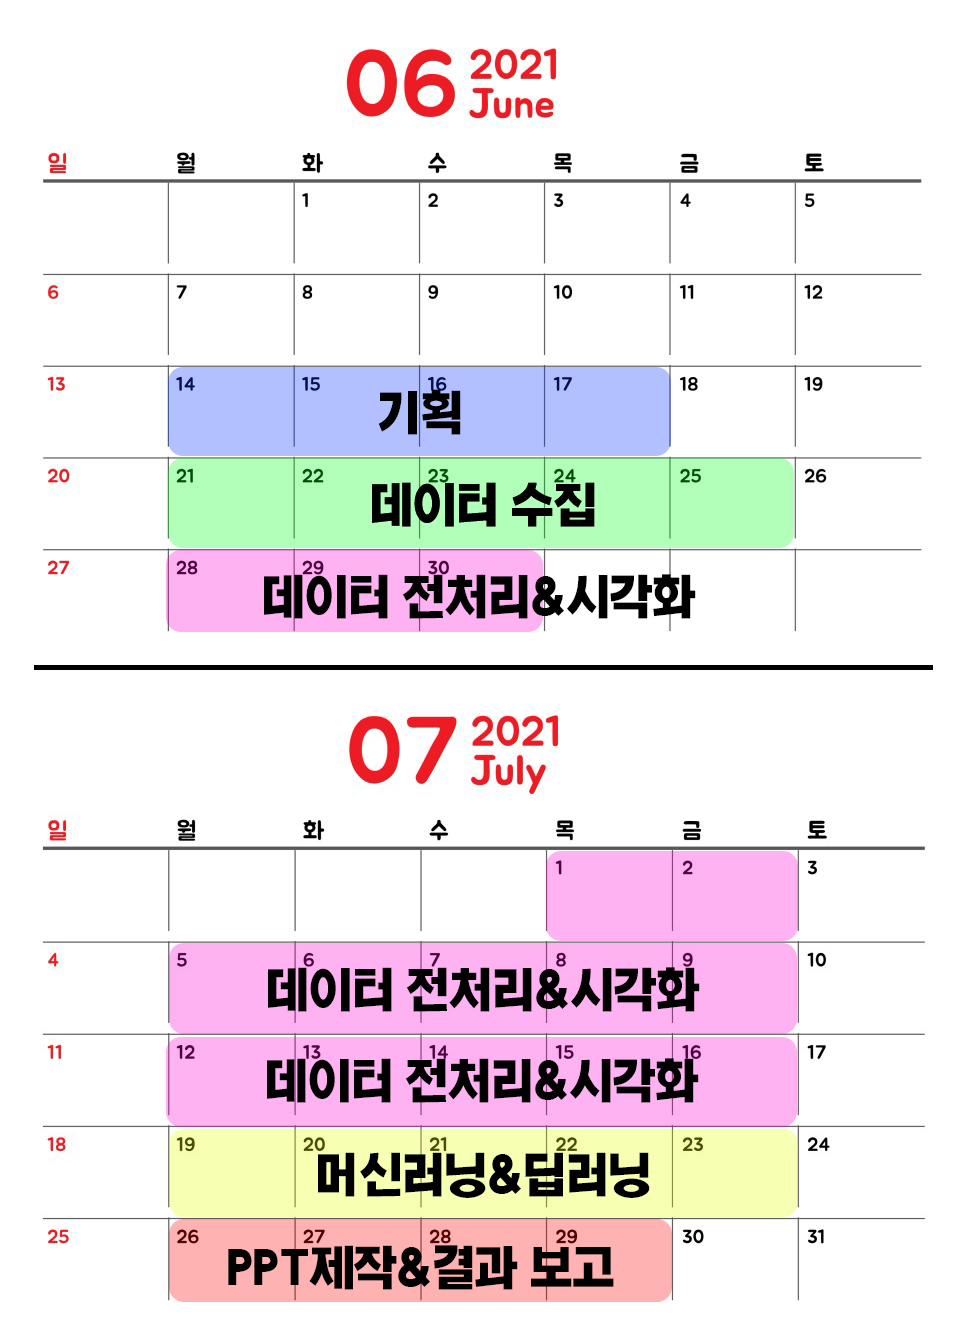 06 2021
June
일 월 화 수 목 금 토
1 2 3 4 5
6 7 8 9 10 11 12
13 14 15 16 17 18 19
기획
20 21 22 23 24 25 26
데이터 수집
27 28 29 30
데이터 전처리&시각화
07 2021
July
일 월 화 수 목 금 토
1 2 3
4 5 6 7 8 9 10
데이터 전처리&시각화
11 12 13 14 15 16 17
데이터 전처리&시각화
18 19 20 21 22 23 24
머신러닝&딥러닝
25 26 27 28 29 30 31
PPT제작&결과 보고